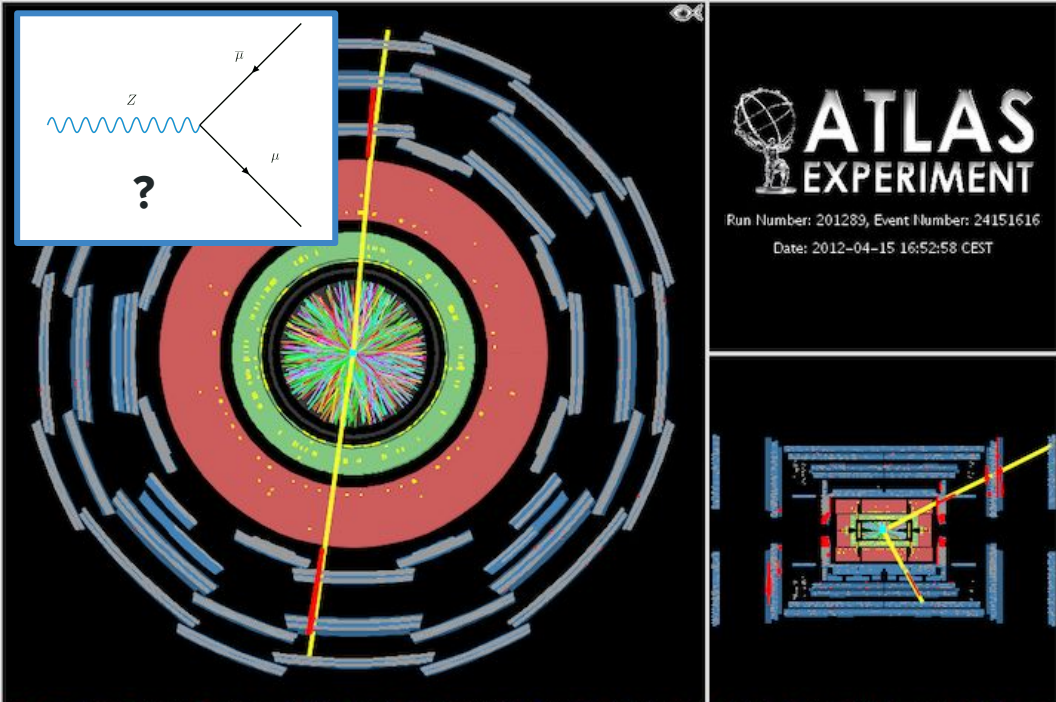 μ̅
Z
μ
?
ATLAS
EXPERIMENT
Run Number: 201289, Event Number: 24151616
Date: 2012-04-15 16:52:58 CEST